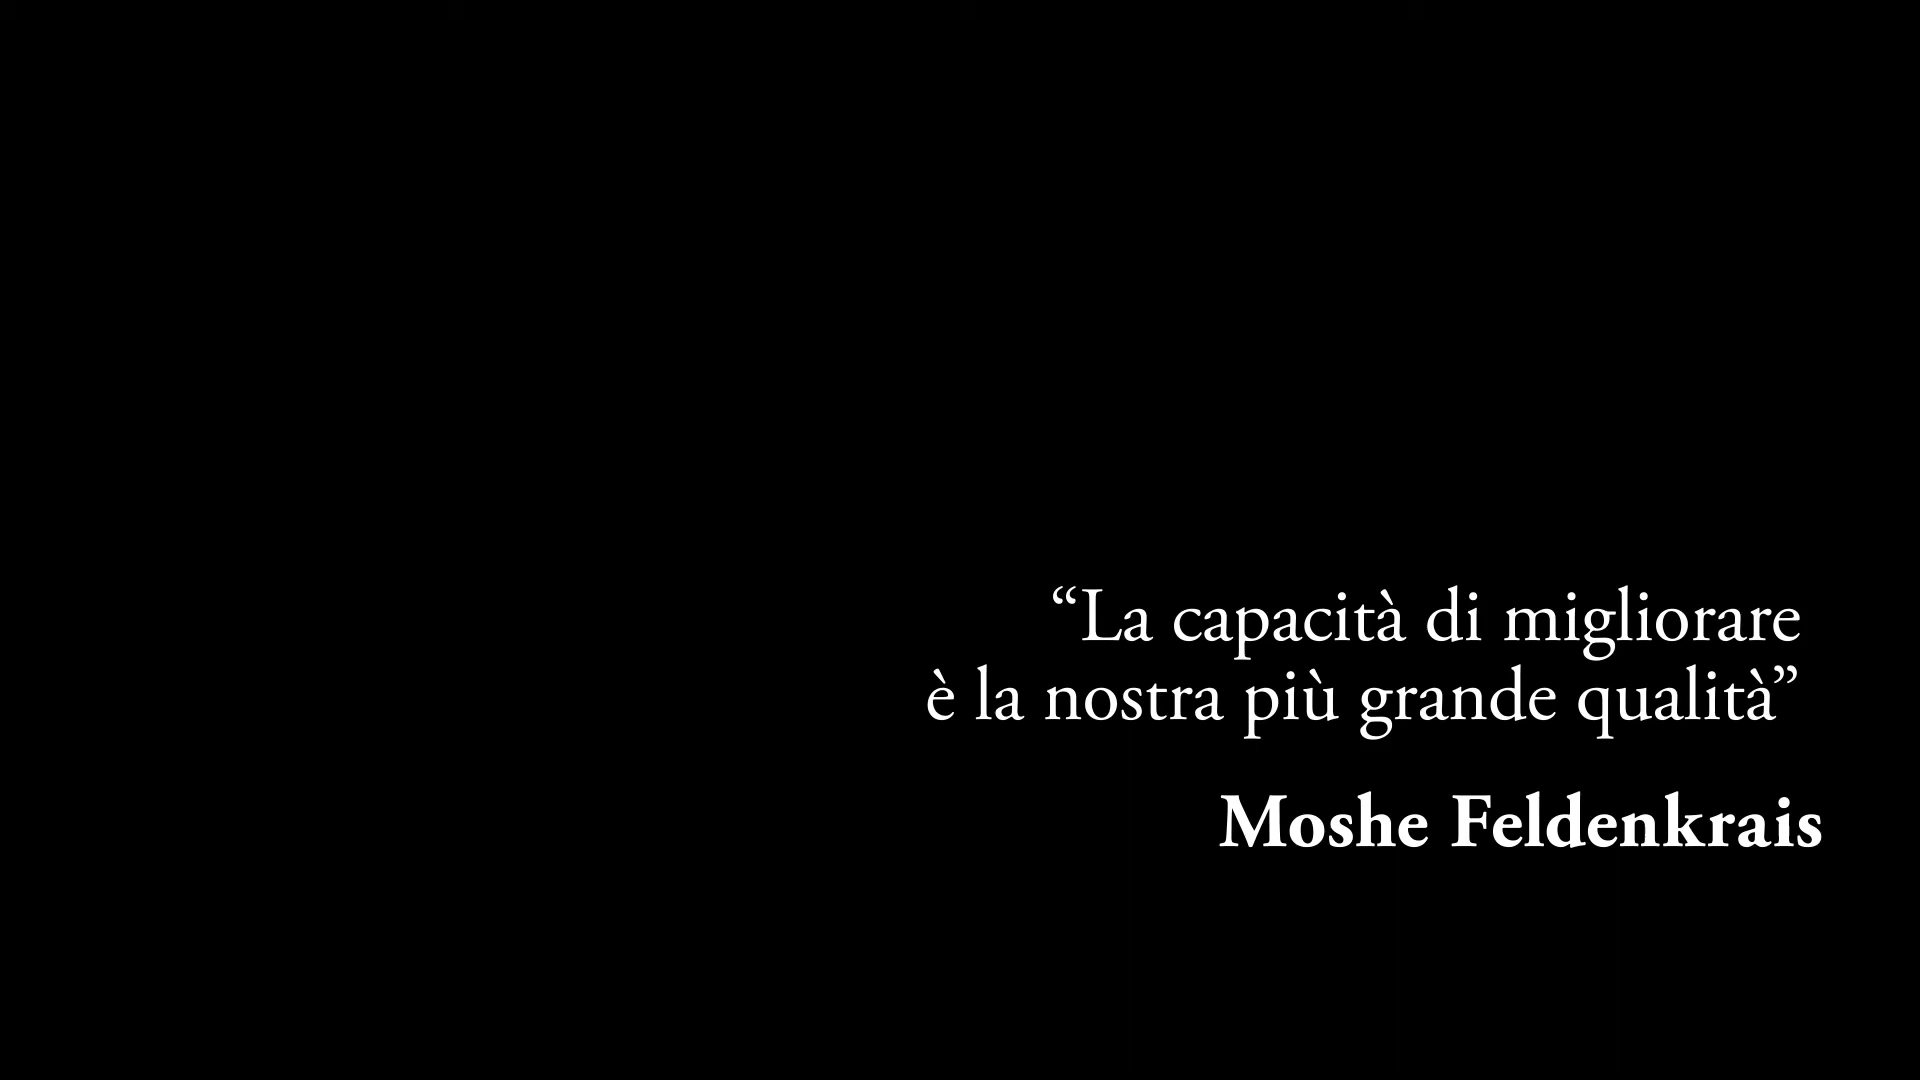 “La capacità di migliorare
è la nostra più grande qualità”
Moshe Feldenkrais